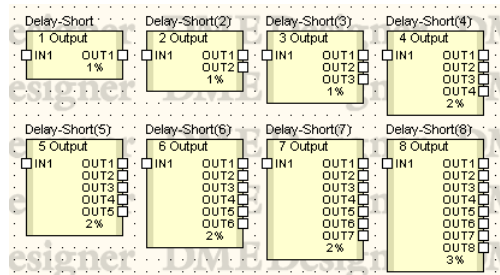 Delay-Short
1 Output
IN1 OUT1
1%
Delay-Short(2)
2 Output
IN1 OUT1
OUT2
1%
Delay-Short(3)
3 Output
IN1 OUT1
OUT2
OUT3
1%
Delay-Short(4)
4 Output
IN1 OUT1
OUT2
OUT3
OUT4
2%
Delay-Short(5)
5 Output
IN1 OUT1
OUT2
OUT3
OUT4
OUT5
2%
Delay-Short(6)
6 Output
IN1 OUT1
OUT2
OUT3
OUT4
OUT5
OUT6
2%
Delay-Short(7)
7 Output
IN1 OUT1
OUT2
OUT3
OUT4
OUT5
OUT6
OUT7
2%
Delay-Short(8)
8 Output
IN1 OUT1
OUT2
OUT3
OUT4
OUT5
OUT6
OUT7
OUT8
3%
esigner DME Designer